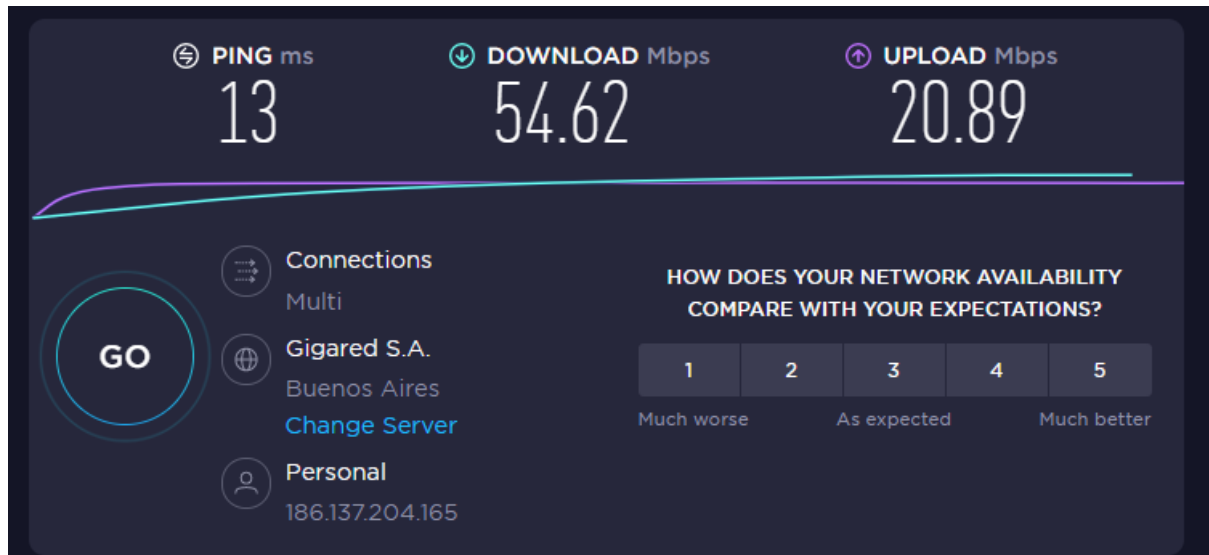 PING ms
13
DOWNLOAD Mbps
54.62
UPLOAD Mbps
20.89
GO
Connections
Multi
Gigared S.A.
Buenos Aires
Change Server
Personal
186.137.204.165
HOW DOES YOUR NETWORK AVAILABILITY
COMPARE WITH YOUR EXPECTATIONS?
1 2 3 4 5
Much worse As expected Much better